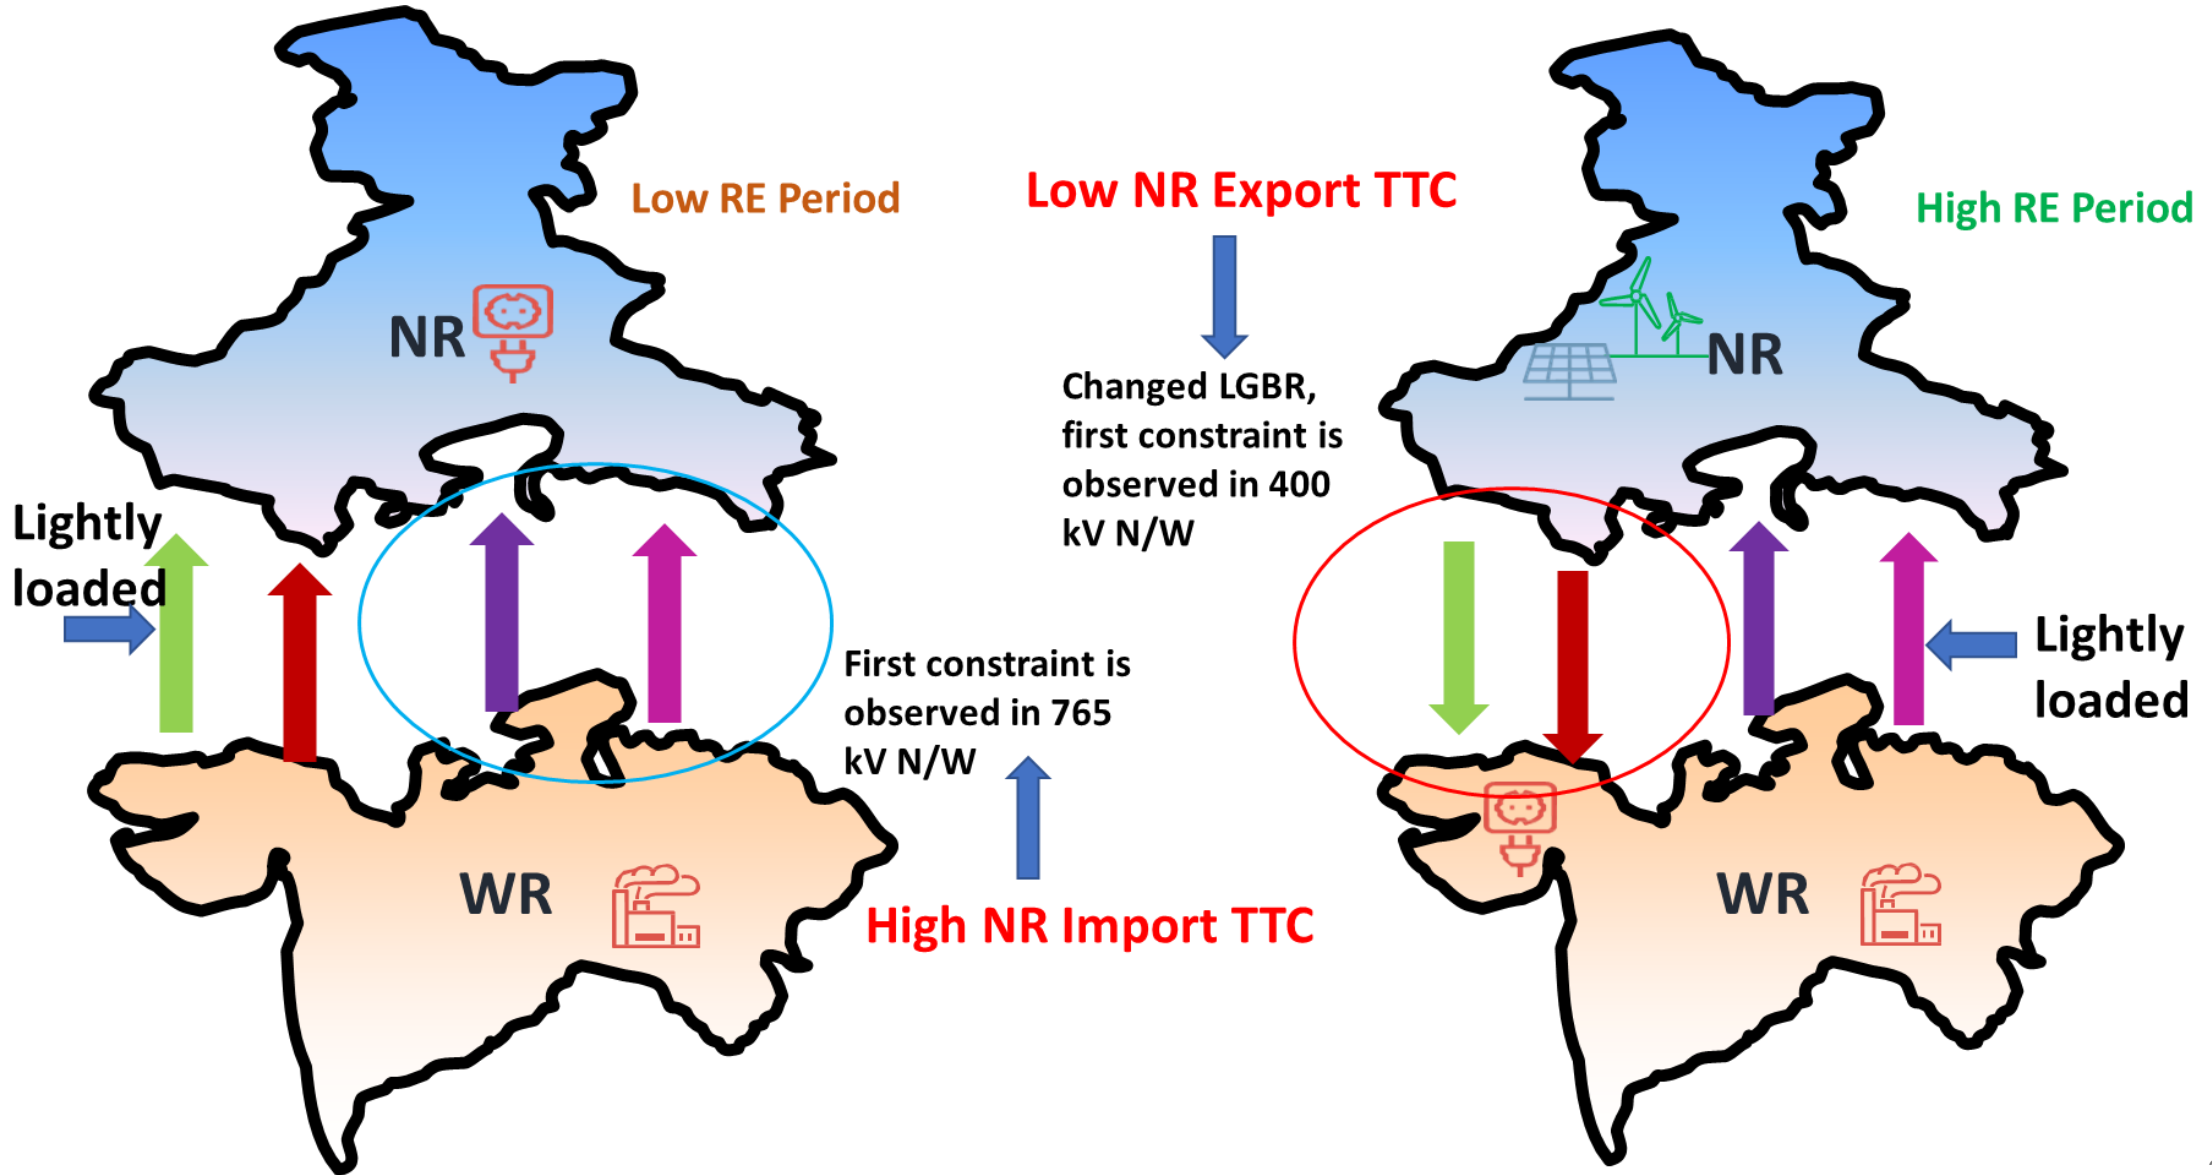 Low RE Period
NR
Lightly
loaded
First constraint is
observed in 765
kV N/W
WR
High NR Import TTC
Low NR Export TTC
Changed LGBR,
first constraint is
observed in 400
kV N/W
High RE Period
NR
Lightly
loaded
WR